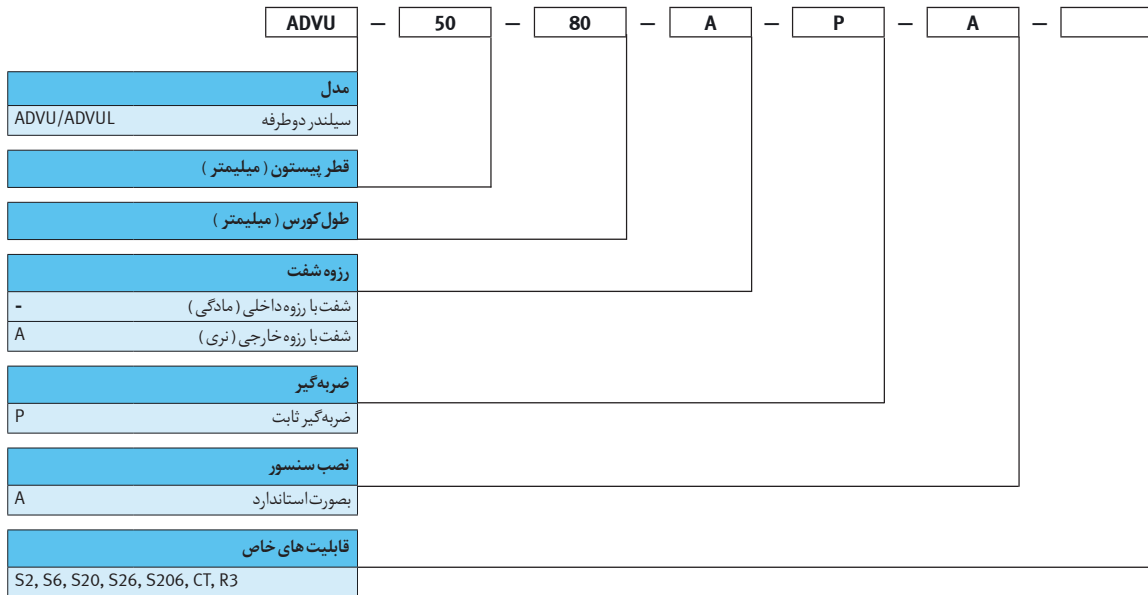 ADVU – 50 – 80 – A – P – A –
مدل
سیلندر دوطرفه ADVU/ADVUL
قطر پیستون ( میلیمتر )
طول کورس ( میلیمتر )
رزوه شفت
شفت با رزوه داخلی ( مادگی ) -
شفت با رزوه خارجی ( نری ) A
ضربه‌گیر
ضربه‌گیر ثابت P
نصب سنسور
بصورت استاندارد A
قابلیت های خاص
S2, S6, S20, S26, S206, CT, R3